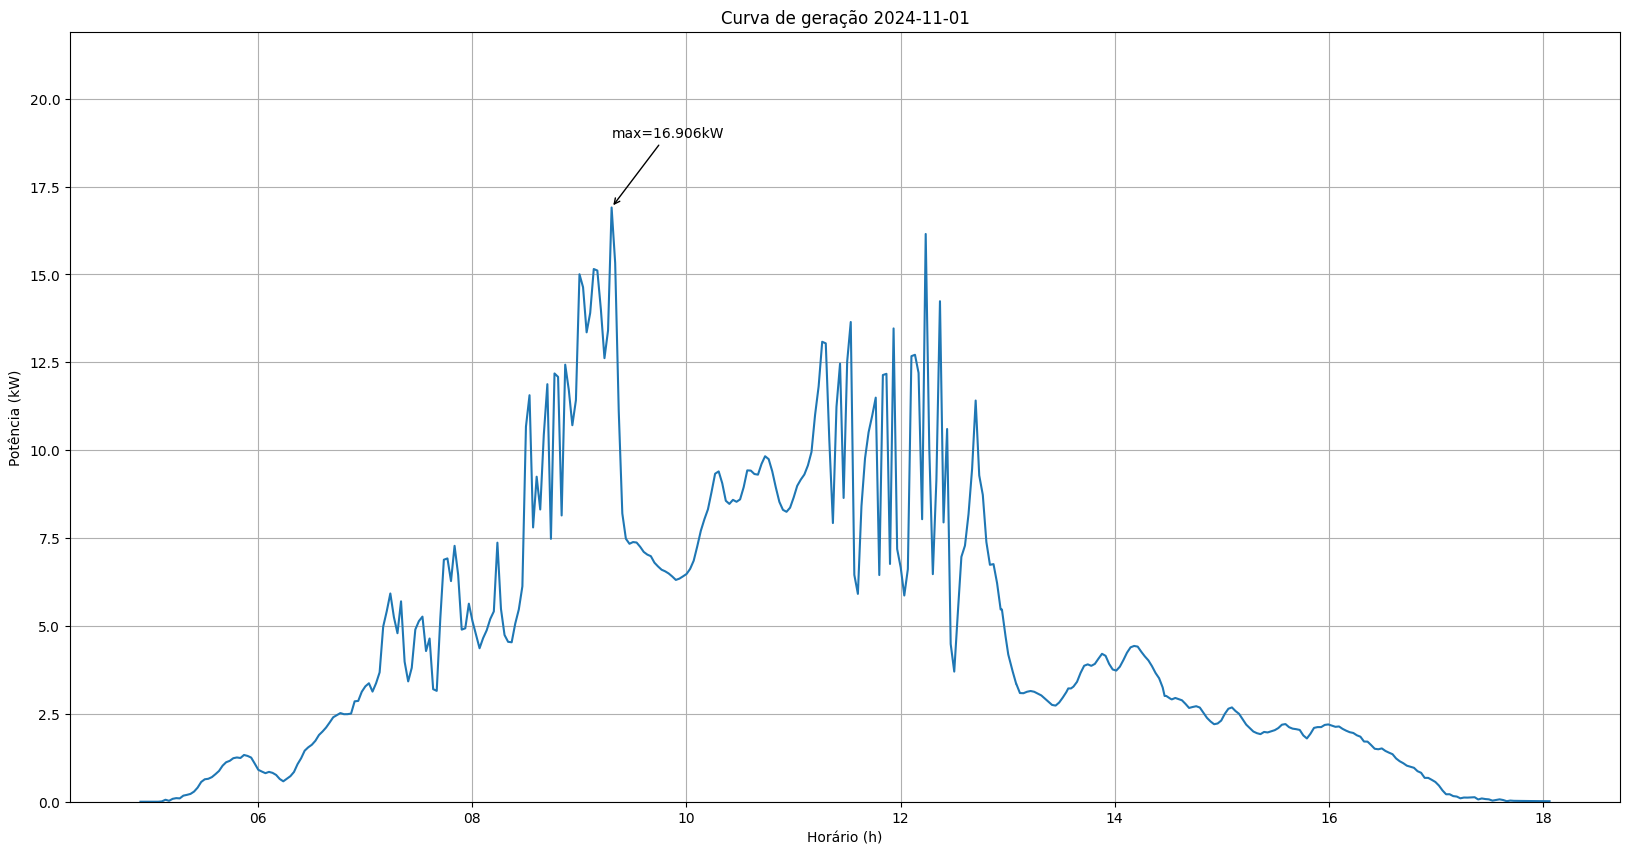 Curva de geração 2024-11-01
max=16.906kW
Potência (kW)
20.0
17.5
15.0
12.5
10.0
7.5
5.0
2.5
0.0
06 08 10 12 14 16 18
Horário (h)